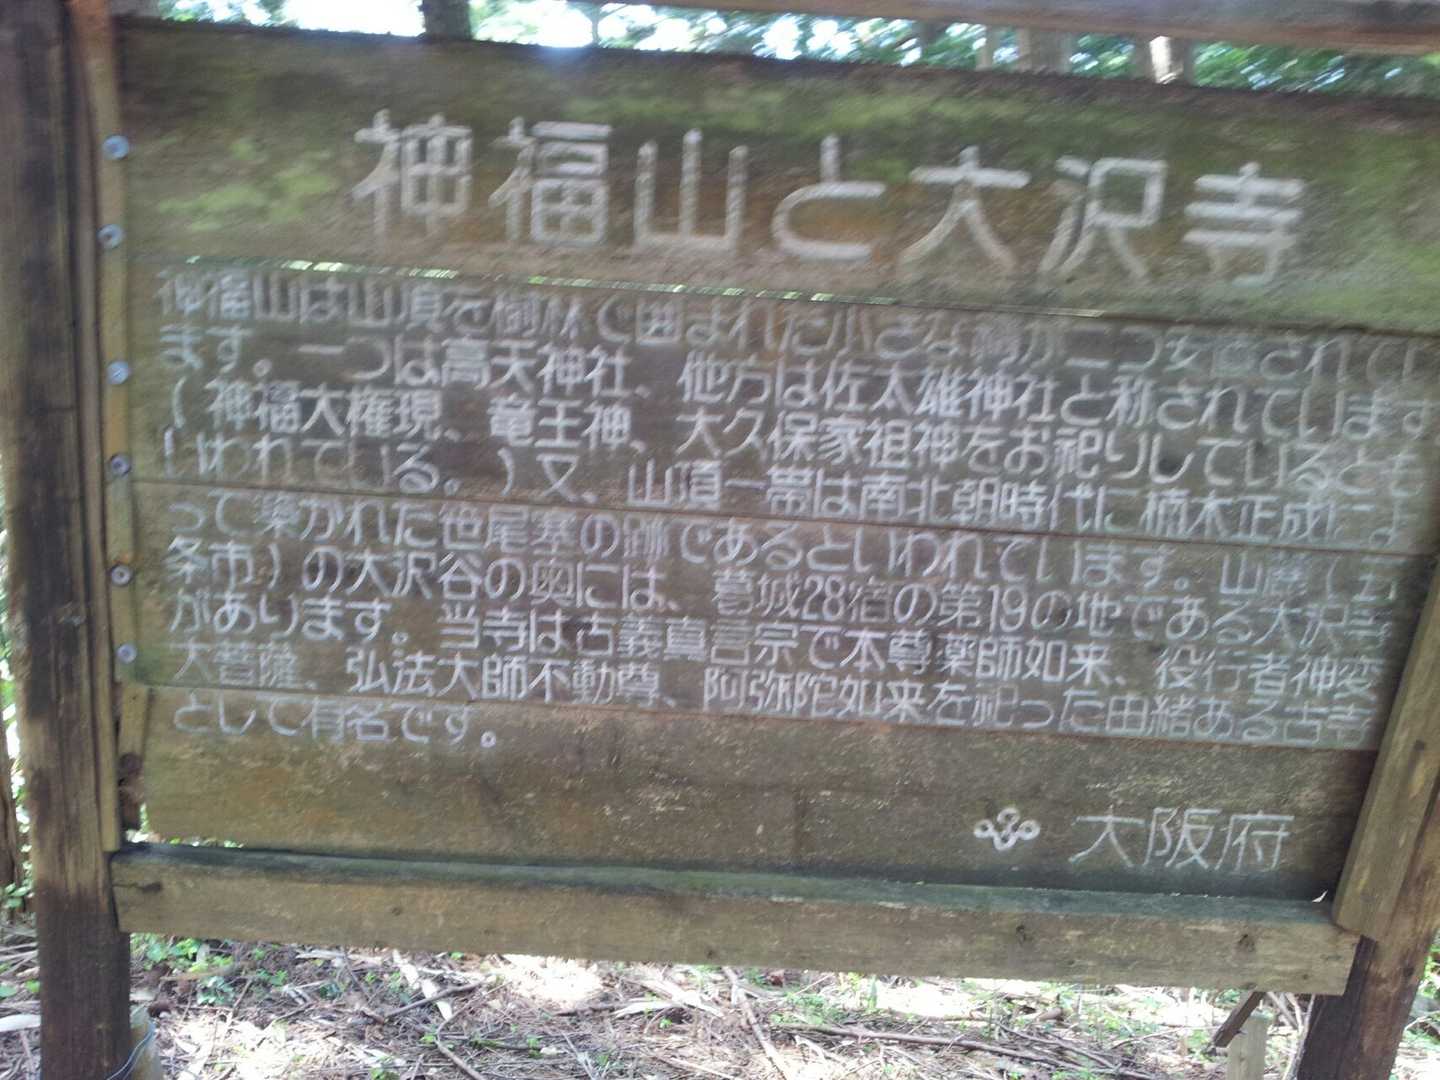 神福山と大沢寺
神福山は山頂を樹林で囲まれた小さな祠が二つ安置されてい
ます。一つは高天神社、他方は佐太雄神社と称されています
(神福大権現、竜王神、大久保家祖神をお祀りしているとも
いわれている。)又、山頂一帯は南北朝時代に楠木正成によ
って築かれた笹尾塞の跡であるといわれています。山麓(五
条市)の大沢谷の奥には、葛城28宿の第19の地である大沢寺
があります。当寺は古義真言宗で本尊薬師如来、役行者神変
大菩薩、弘法大師不動尊、阿弥陀如来を祀った由緒ある古寺
として有名です。
大阪府